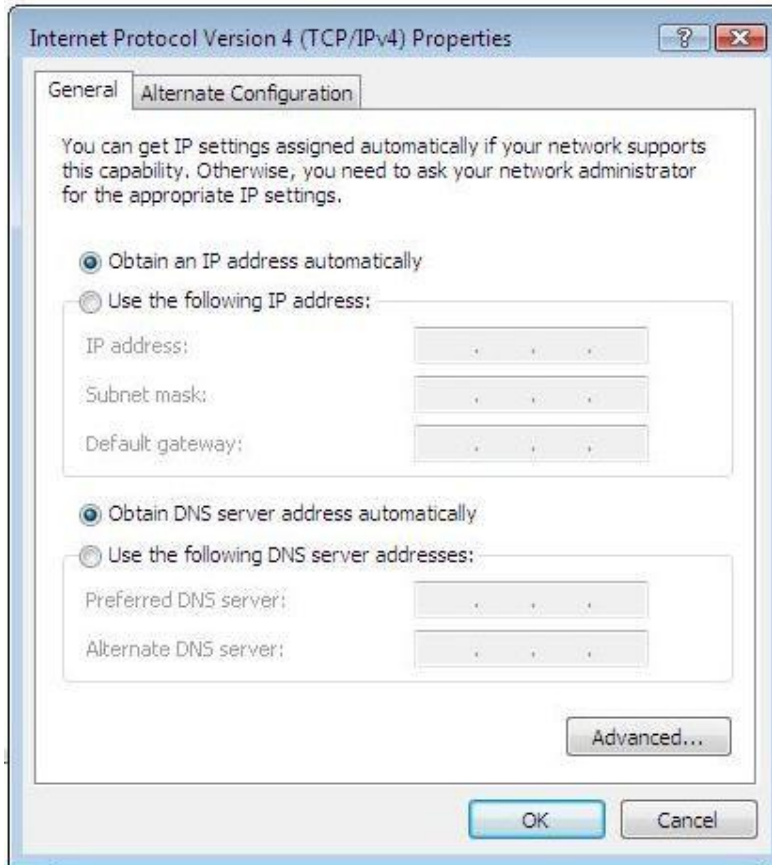 Internet Protocol Version 4 (TCP/IPv4) Properties
General
Alternate Configuration
You can get IP settings assigned automatically if your network supports
this capability. Otherwise, you need to ask your network administrator
for the appropriate IP settings.
Obtain an IP address automatically
Use the following IP address:
IP address:
Subnet mask:
Default gateway:
Obtain DNS server address automatically
Use the following DNS server addresses:
Preferred DNS server:
Alternate DNS server:
Advanced...
OK
Cancel